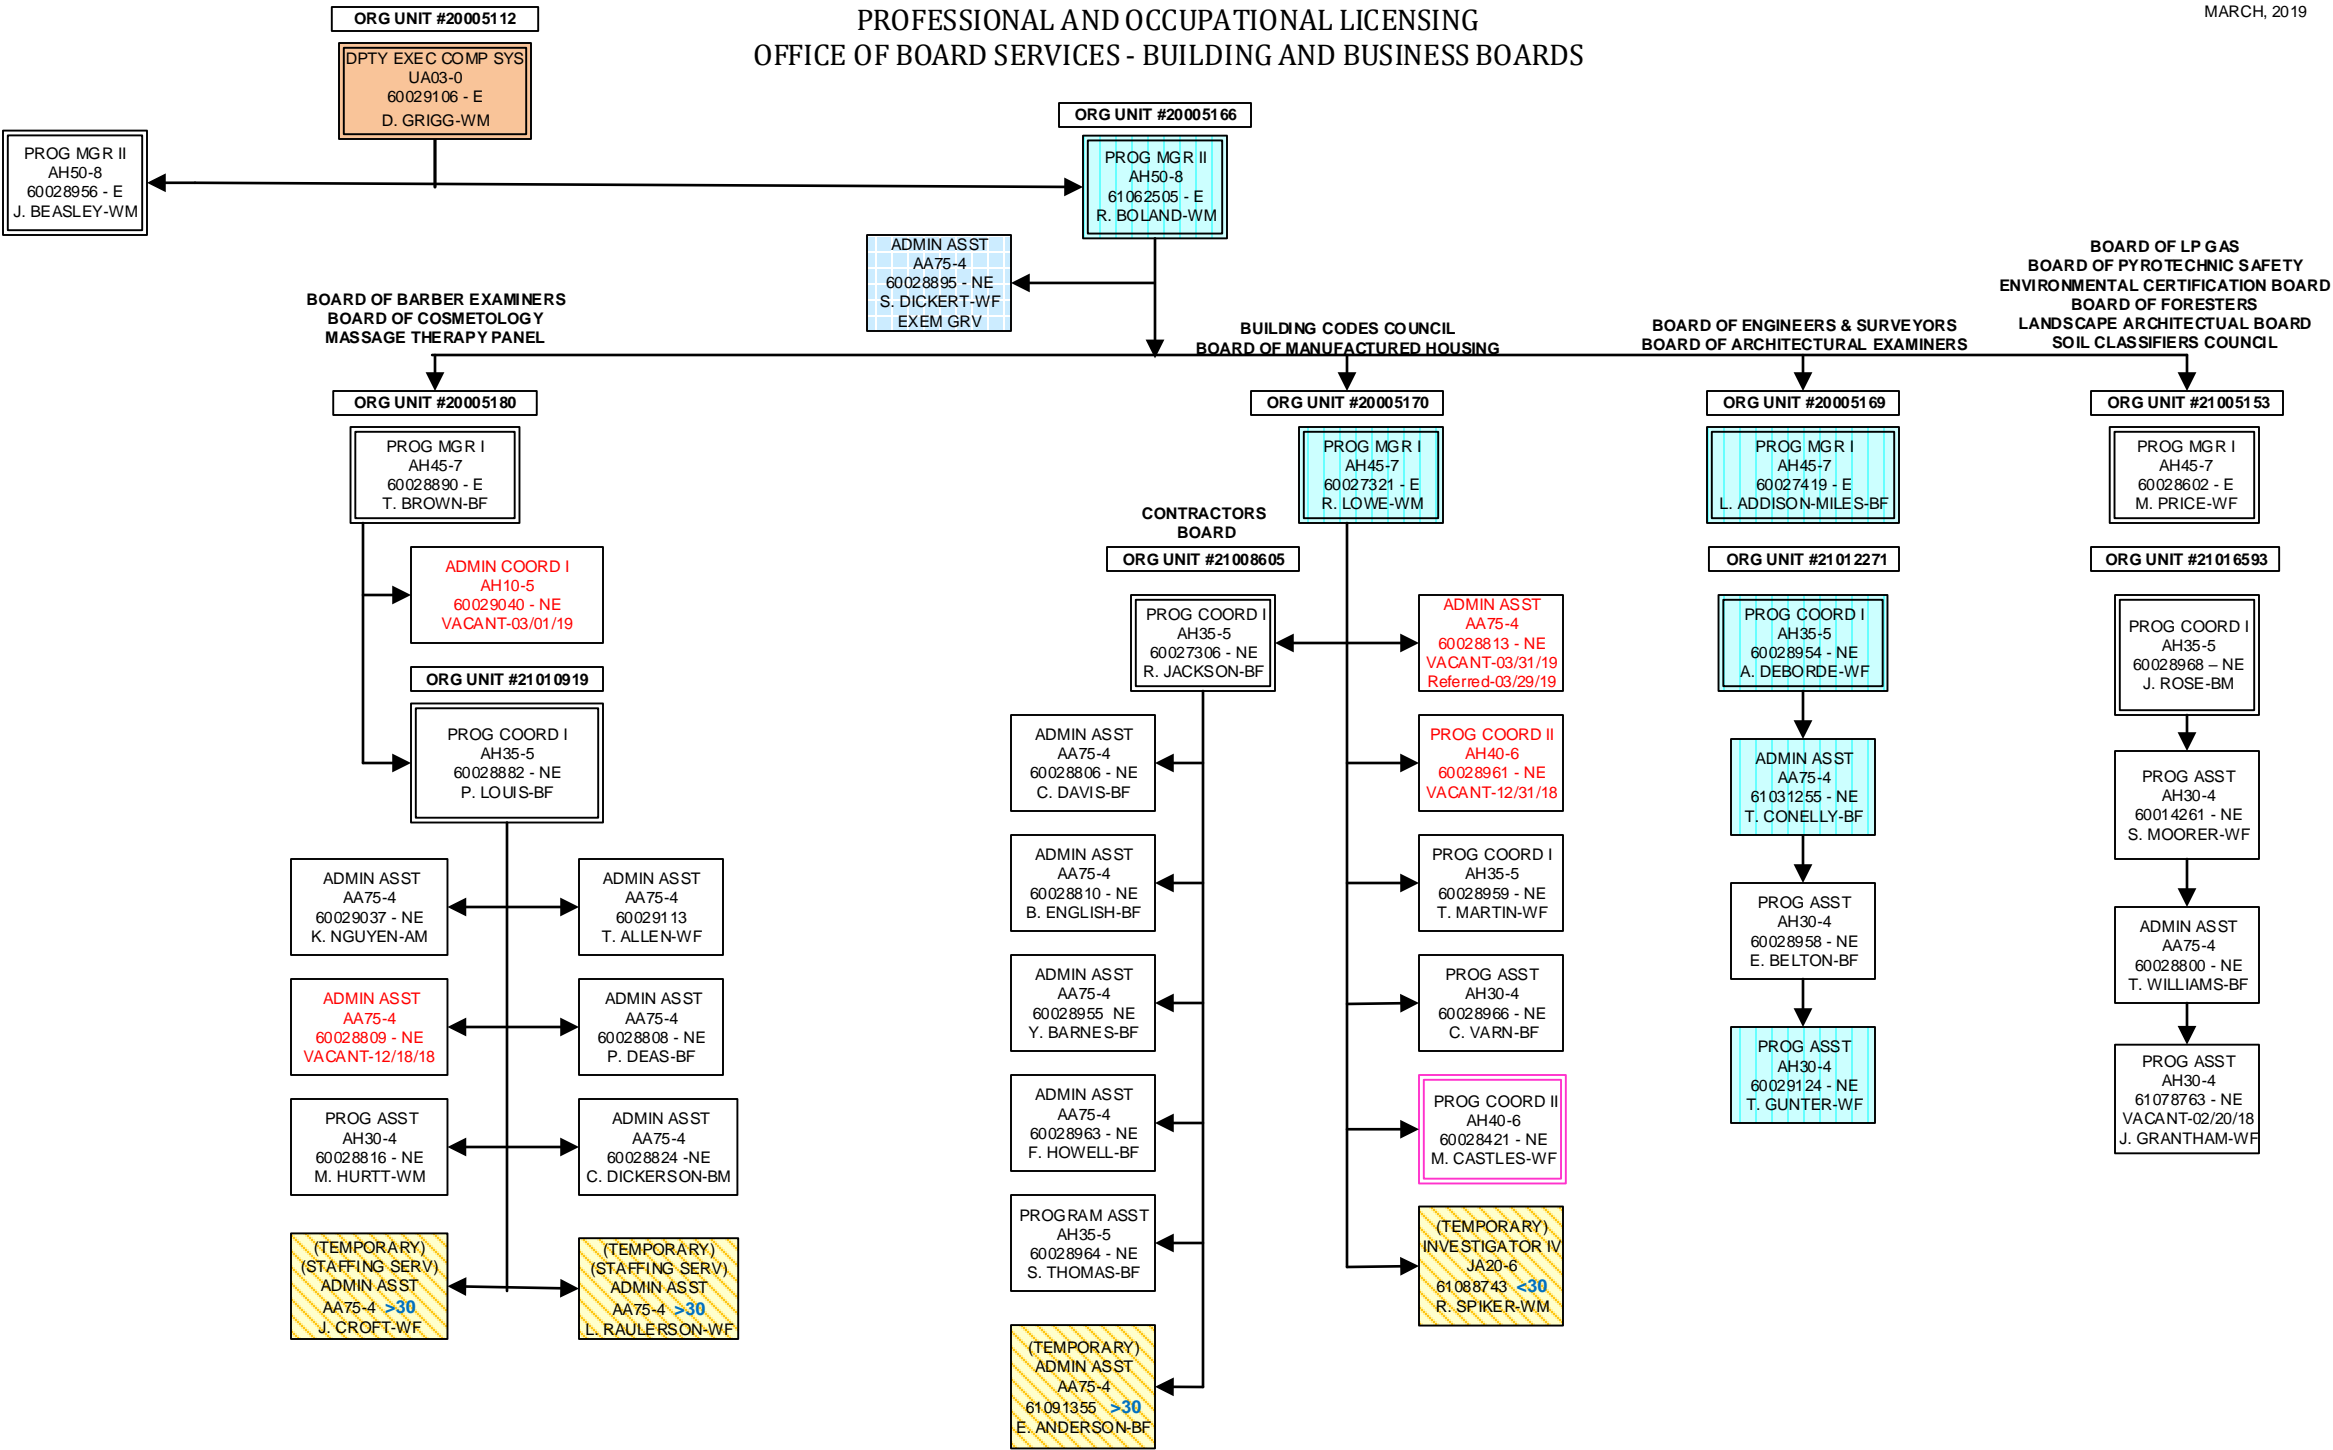 ORG UNIT #20005112
PROFESSIONAL AND OCCUPATIONAL LICENSING
OFFICE OF BOARD SERVICES - BUILDING AND BUSINESS BOARDS
MARCH, 2019
DPTY EXEC COMP SYS
UA03-0
60029106 - E
D. GRIGG-WM
PROG MGR II
AH50-8
60028956 - E
J. BEASLEY-WM
ORG UNIT #20005166
PROG MGR II
AH50-8
61062505 - E
R. BOLAND-WM
ADMIN ASST
AA75-4
60028895 - NE
S. DICKERT-WF
EXEM GRV
BOARD OF BARBER EXAMINERS
BOARD OF COSMETOLOGY
MASSAGE THERAPY PANEL
BUILDING CODES COUNCIL
BOARD OF MANUFACTURED HOUSING
BOARD OF ENGINEERS & SURVEYORS
BOARD OF ARCHITECTURAL EXAMINERS
BOARD OF LP GAS
BOARD OF PYROTECHNIC SAFETY
ENVIRONMENTAL CERTIFICATION BOARD
BOARD OF FORESTERS
LANDSCAPE ARCHITECTUAL BOARD
SOIL CLASSIFIERS COUNCIL
ORG UNIT #20005180
PROG MGR I
AH45-7
60028890 - E
T. BROWN-BF
ADMIN COORD I
AH10-5
60029040 - NE
VACANT-03/01/19
ORG UNIT #21010919
PROG COORD I
AH35-5
60028882 - NE
P. LOUIS-BF
ADMIN ASST
AA75-4
60029037 - NE
K. NGUYEN-AM
ADMIN ASST
AA75-4
60029113
T. ALLEN-WF
ADMIN ASST
AA75-4
60028809 - NE
VACANT-12/18/18
ADMIN ASST
AA75-4
60028808 - NE
P. DEAS-BF
PROG ASST
AH30-4
60028816 - NE
M. HURTT-WM
ADMIN ASST
AA75-4
60028824 -NE
C. DICKERSON-BM
(TEMPORARY)
(STAFFING SERV)
ADMIN ASST
AA75-4 >30
J. CROFT-WF
(TEMPORARY)
(STAFFING SERV)
ADMIN ASST
AA75-4 >30
L. RAULERSON-WF
ORG UNIT #20005170
PROG MGR I
AH45-7
60027321 - E
R. LOWE-WM
CONTRACTORS
BOARD
ORG UNIT #21008605
PROG COORD I
AH35-5
60027306 - NE
R. JACKSON-BF
ADMIN ASST
AA75-4
60028806 - NE
C. DAVIS-BF
ADMIN ASST
AA75-4
60028810 - NE
B. ENGLISH-BF
ADMIN ASST
AA75-4
60028955 NE
Y. BARNES-BF
ADMIN ASST
AA75-4
60028963 - NE
F. HOWELL-BF
PROGRAM ASST
AH35-5
60028964 - NE
S. THOMAS-BF
(TEMPORARY)
ADMIN ASST
AA75-4
61091355 >30
E. ANDERSON-BF
ADMIN ASST
AA75-4
60028813 - NE
VACANT-03/31/19
Referred-03/29/19
PROG COORD II
AH40-6
60028961 - NE
VACANT-12/31/18
PROG COORD I
AH35-5
60028959 - NE
T. MARTIN-WF
PROG ASST
AH30-4
60028966 - NE
C. VARN-BF
PROG COORD II
AH40-6
60028421 - NE
M. CASTLES-WF
(TEMPORARY)
INVESTIGATOR IV
JA20-6
61088743 <30
R. SPIKER-WM
ORG UNIT #20005169
PROG MGR I
AH45-7
60027419 - E
L. ADDISON-MILES-BF
ORG UNIT #21012271
PROG COORD I
AH35-5
60028954 - NE
A. DEBORDE-WF
ADMIN ASST
AA75-4
61031255 - NE
T. CONELLY-BF
PROG ASST
AH30-4
60028958 - NE
E. BELTON-BF
PROG ASST
AH30-4
60029124 - NE
T. GUNTER-WF
ORG UNIT #21005153
PROG MGR I
AH45-7
60028602 - E
M. PRICE-WF
ORG UNIT #21016593
PROG COORD I
AH35-5
60028968 – NE
J. ROSE-BM
PROG ASST
AH30-4
60014261 - NE
S. MOORER-WF
ADMIN ASST
AA75-4
60028800 - NE
T. WILLIAMS-BF
PROG ASST
AH30-4
61078763 - NE
VACANT-02/20/18
J. GRANTHAM-WF